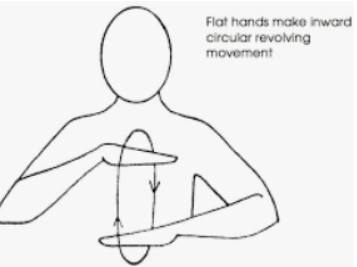 Flat hands make inward
circular revolving
movement